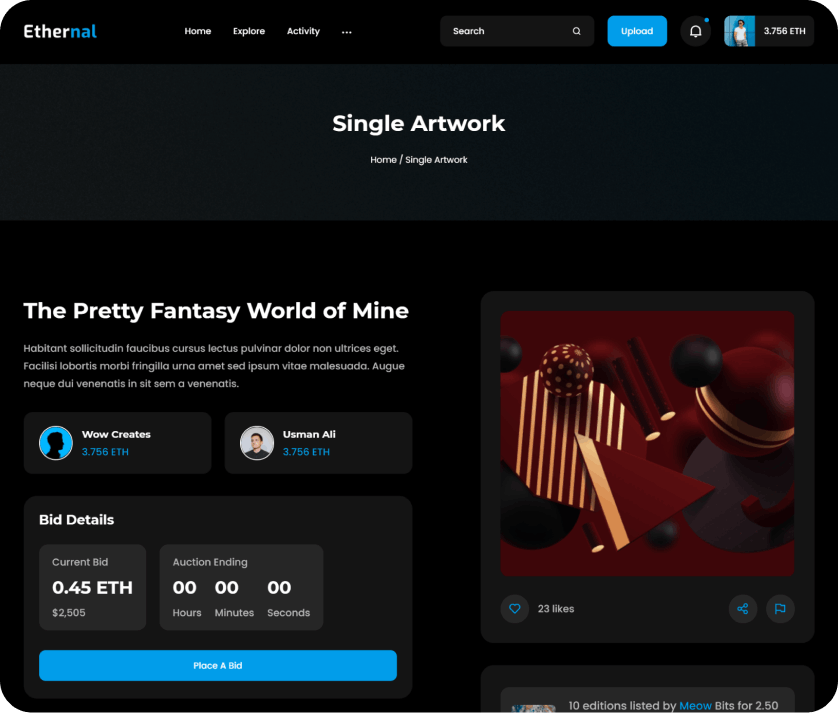 Ethernal
Home Explore Activity ...
Search
Upload
3.756 ETH
Single Artwork
Home / Single Artwork
The Pretty Fantasy World of Mine
Habitant sollicitudin faucibus cursus lectus pulvinar dolor non ultrices eget.
Facilisi lobortis morbi fringilla urna amet sed ipsum vitae malesuada. Augue
neque dui venenatis in sit sem a venenatis.
Wow Creates
3.756 ETH
Usman Ali
3.756 ETH
Bid Details
Current Bid
0.45 ETH
$2,505
Auction Ending
00 00 00
Hours Minutes Seconds
Place A Bid
23 likes
10 editions listed by Meow Bits for 2.50